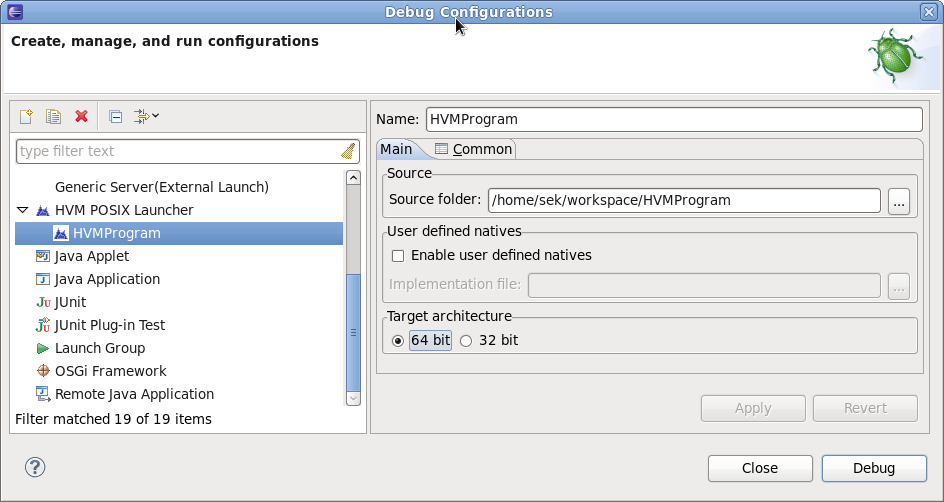 Debug Configurations
Create, manage, and run configurations
type filter text
Generic Server(External Launch)
HVM POSIX Launcher
HVMProgram
Java Applet
Java Application
JUnit
JUnit Plug-in Test
Launch Group
OSGi Framework
Remote Java Application
Filter matched 19 of 19 items
Name: HVMProgram
Main Common
Source
Source folder: /home/sek/workspace/HVMProgram ...
User defined natives
Enable user defined natives
Implementation file: ...
Target architecture
64 bit 32 bit
Apply Revert
? Close Debug